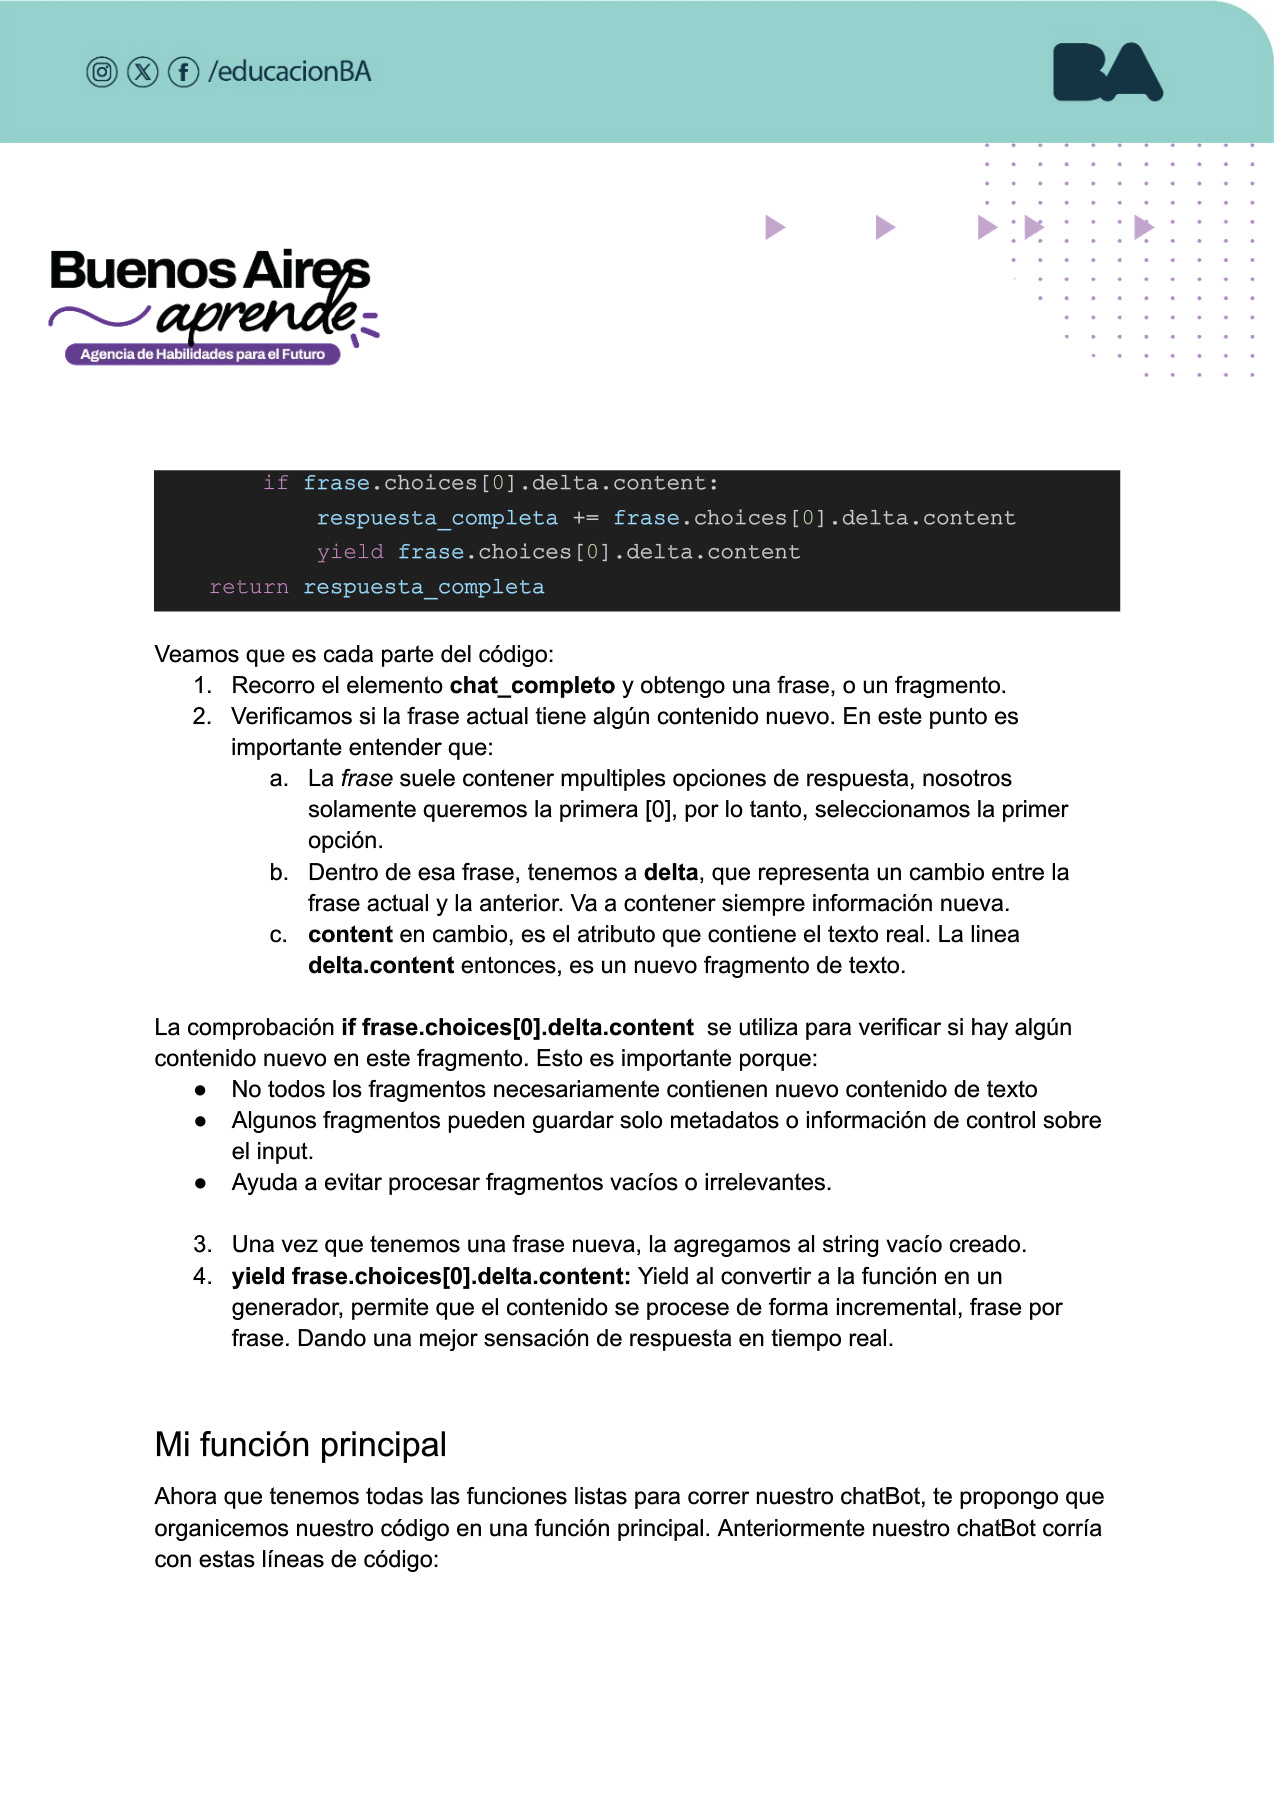 /educacionBA
BA
Buenos Aires
aprende
Agencia de Habilidades para el Futuro
if frase.choices[0].delta.content:
respuesta_completa += frase.choices[0].delta.content
yield frase.choices[0].delta.content
return respuesta_completa
Veamos que es cada parte del código:
1. Recorro el elemento chat_completo y obtengo una frase, o un fragmento.
2. Verificamos si la frase actual tiene algún contenido nuevo. En este punto es
importante entender que:
a. La frase suele contener mpultiples opciones de respuesta, nosotros
solamente queremos la primera [0], por lo tanto, seleccionamos la primer
opción.
b. Dentro de esa frase, tenemos a delta, que representa un cambio entre la
frase actual y la anterior. Va a contener siempre información nueva.
c. content en cambio, es el atributo que contiene el texto real. La linea
delta.content entonces, es un nuevo fragmento de texto.
La comprobación if frase.choices[0].delta.content  se utiliza para verificar si hay algún
contenido nuevo en este fragmento. Esto es importante porque:
● No todos los fragmentos necesariamente contienen nuevo contenido de texto
● Algunos fragmentos pueden guardar solo metadatos o información de control sobre
el input.
● Ayuda a evitar procesar fragmentos vacíos o irrelevantes.
3. Una vez que tenemos una frase nueva, la agregamos al string vacío creado.
4. yield frase.choices[0].delta.content: Yield al convertir a la función en un
generador, permite que el contenido se procese de forma incremental, frase por
frase. Dando una mejor sensación de respuesta en tiempo real.
Mi función principal
Ahora que tenemos todas las funciones listas para correr nuestro chatBot, te propongo que
organicemos nuestro código en una función principal. Anteriormente nuestro chatBot corría
con estas líneas de código: